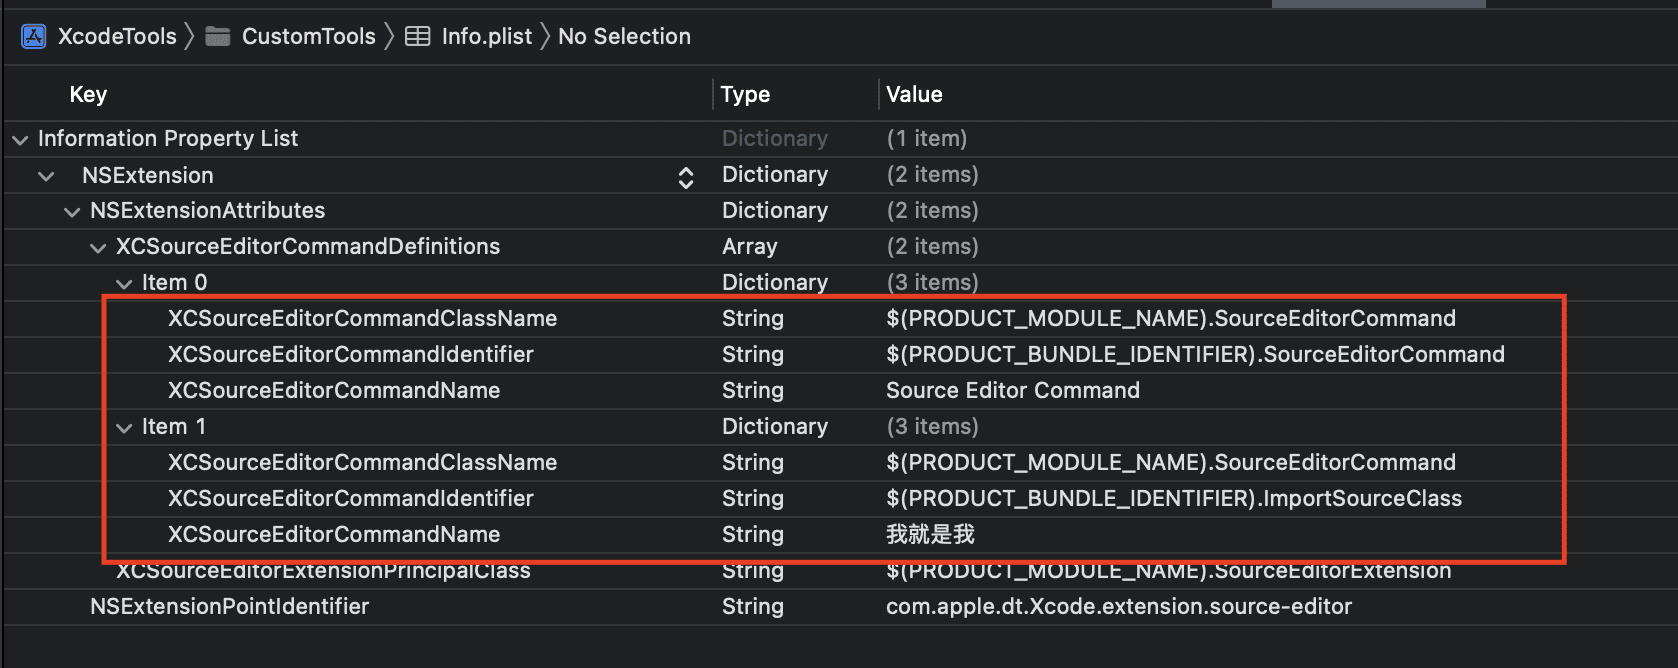 XcodeTools CustomTools Info.plist No Selection
Key Type Value
Information Property List Dictionary (1 item)
NSExtension Dictionary (2 items)
NSExtensionAttributes Dictionary (2 items)
XCSourceEditorCommandDefinitions Array (2 items)
Item 0 Dictionary (3 items)
XCSourceEditorCommandClassName String $(PRODUCT_MODULE_NAME).SourceEditorCommand
XCSourceEditorCommandIdentifier String $(PRODUCT_BUNDLE_IDENTIFIER).SourceEditorCommand
XCSourceEditorCommandName String Source Editor Command
Item 1 Dictionary (3 items)
XCSourceEditorCommandClassName String $(PRODUCT_MODULE_NAME).SourceEditorCommand
XCSourceEditorCommandIdentifier String $(PRODUCT_BUNDLE_IDENTIFIER).ImportSourceClass
XCSourceEditorCommandName String 我就是我
XCSourceEditorExtensionPrincipalClass String $(PRODUCT_MODULE_NAME).SourceEditorExtension
NSExtensionPointIdentifier String com.apple.dt.Xcode.extension.source-editor